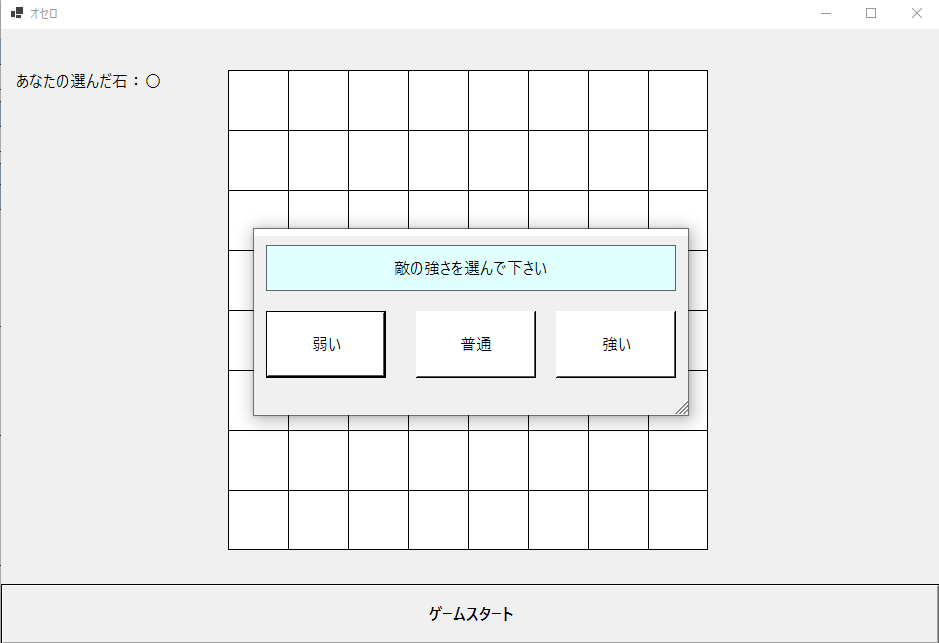 オセロ
あなたの選んだ石：〇
敵の強さを選んで下さい
弱い
普通
強い
ゲームスタート